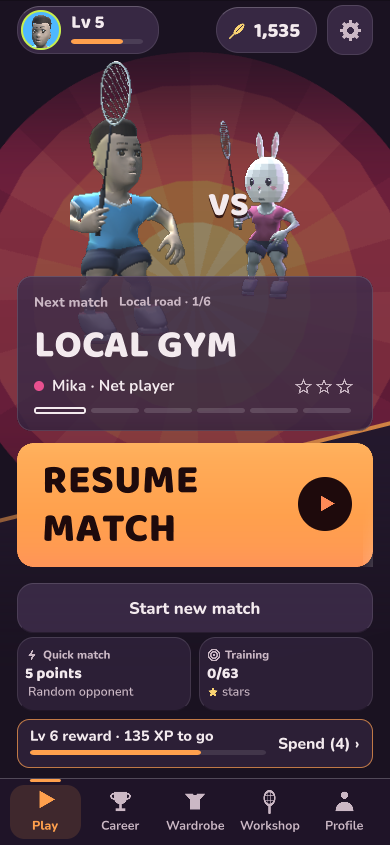 Lv 5
1,535
VS
Next match Local road · 1/6
LOCAL GYM
Mika · Net player
RESUME
MATCH
Start new match
Quick match
5 points
Random opponent
Training
0/63
stars
Lv 6 reward · 135 XP to go
Spend (4) ›
Play
Career
Wardrobe
Workshop
Profile